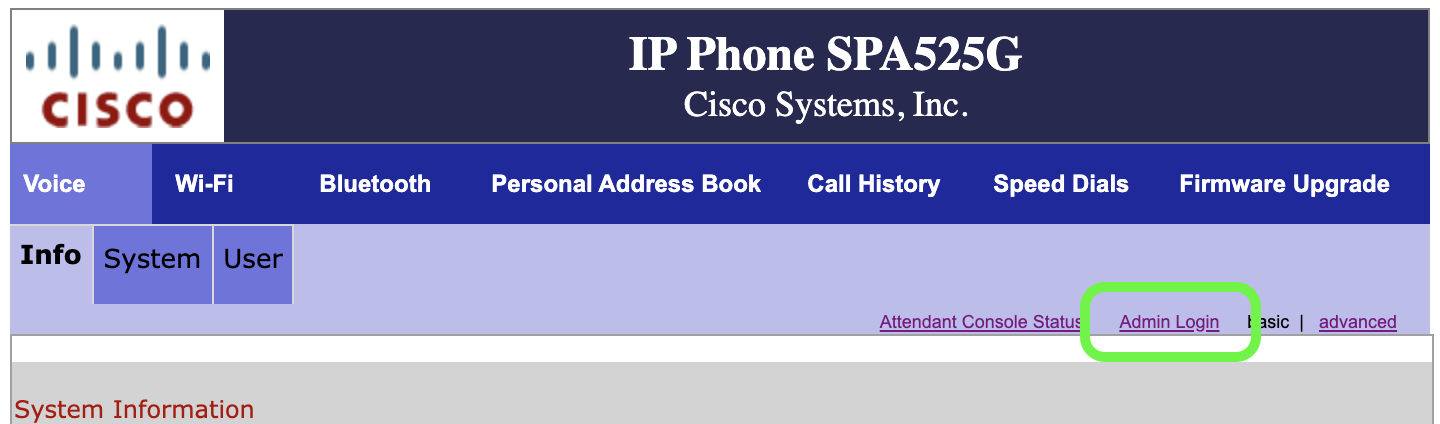 CISCO
IP Phone SPA525G
Cisco Systems, Inc.
Voice Wi-Fi Bluetooth Personal Address Book Call History Speed Dials Firmware Upgrade
Info System User
Attendant Console Status Admin Login basic | advanced
System Information